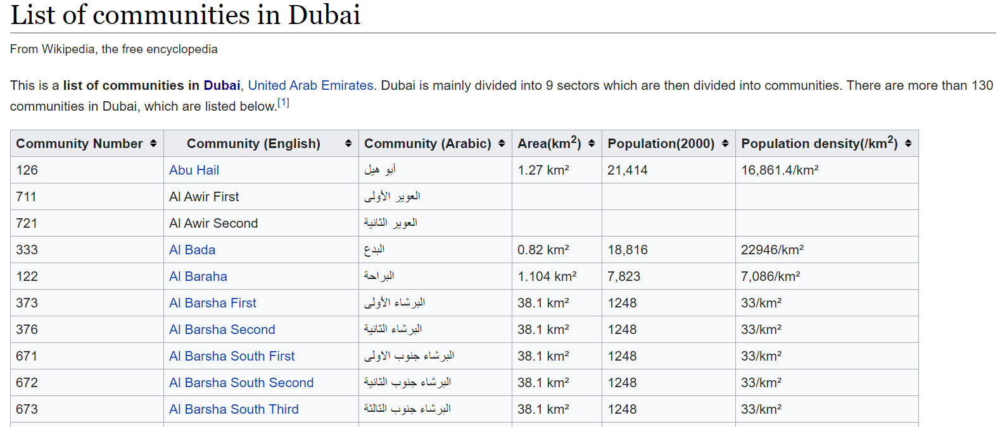 List of communities in Dubai
From Wikipedia, the free encyclopedia
This is a list of communities in Dubai, United Arab Emirates. Dubai is mainly divided into 9 sectors which are then divided into communities. There are more than 130
communities in Dubai, which are listed below.[1]
Community Number Community (English) Community (Arabic) Area(km²) Population(2000) Population density(/km²)
126 Abu Hail أبو هيل 1.27 km² 21,414 16,861.4/km²
711 Al Awir First العوير الأولى
721 Al Awir Second العوير الثانية
333 Al Bada البدع 0.82 km² 18,816 22946/km²
122 Al Baraha البراحة 1.104 km² 7,823 7,086/km²
373 Al Barsha First البرشاء الأولى 38.1 km² 1248 33/km²
376 Al Barsha Second البرشاء الثانية 38.1 km² 1248 33/km²
671 Al Barsha South First البرشاء جنوب الاولى 38.1 km² 1248 33/km²
672 Al Barsha South Second البرشاء جنوب الثانية 38.1 km² 1248 33/km²
673 Al Barsha South Third البرشاء جنوب الثالثة 38.1 km² 1248 33/km²